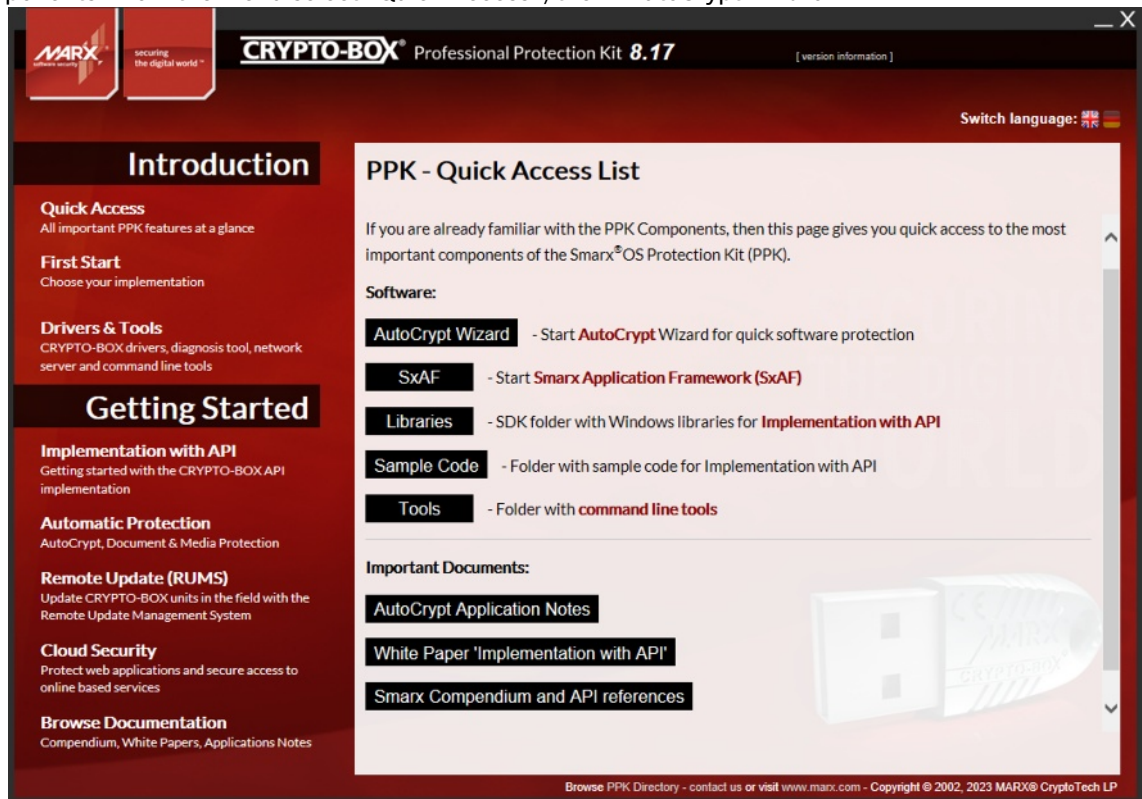 MARX
software security
securing
the digital world ™
CRYPTO-BOX® Professional Protection Kit 8.17
[ version information ]
X
Switch language:
Introduction
Quick Access
All important PPK features at a glance
First Start
Choose your implementation
Drivers & Tools
CRYPTO-BOX drivers, diagnosis tool, network
server and command line tools
Getting Started
Implementation with API
Getting started with the CRYPTO-BOX API
implementation
Automatic Protection
AutoCrypt, Document & Media Protection
Remote Update (RUMS)
Update CRYPTO-BOX units in the field with the
Remote Update Management System
Cloud Security
Protect web applications and secure access to
online based services
Browse Documentation
Compendium, White Papers, Applications Notes
PPK - Quick Access List
If you are already familiar with the PPK Components, then this page gives you quick access to the most
important components of the Smarx®OS Protection Kit (PPK).
Software:
AutoCrypt Wizard - Start AutoCrypt Wizard for quick software protection
SxAF - Start Smarx Application Framework (SxAF)
Libraries - SDK folder with Windows libraries for Implementation with API
Sample Code - Folder with sample code for Implementation with API
Tools - Folder with command line tools
Important Documents:
AutoCrypt Application Notes
White Paper 'Implementation with API'
Smarx Compendium and API references
MARX
CRYPTO-BOX®
Browse PPK Directory - contact us or visit www.marx.com - Copyright © 2002, 2023 MARX® CryptoTech LP